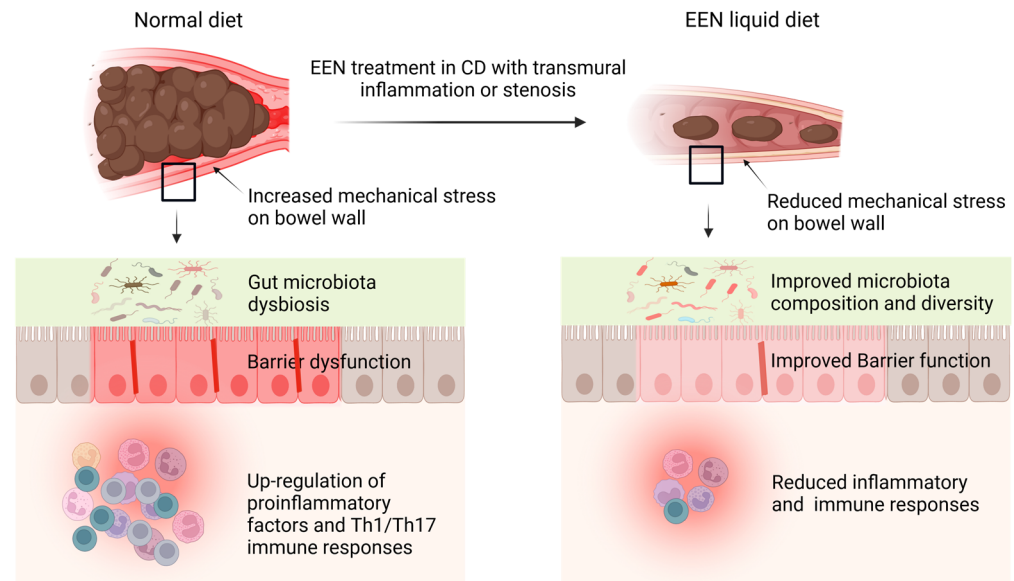 Normal diet
EEN liquid diet
EEN treatment in CD with transmural
inflammation or stenosis
Increased mechanical stress
on bowel wall
Reduced mechanical stress
on bowel wall
Gut microbiota
dysbiosis
Barrier dysfunction
Up-regulation of
proinflammatory
factors and Th1/Th17
immune responses
Improved microbiota
composition and diversity
Improved Barrier function
Reduced inflammatory
and immune responses